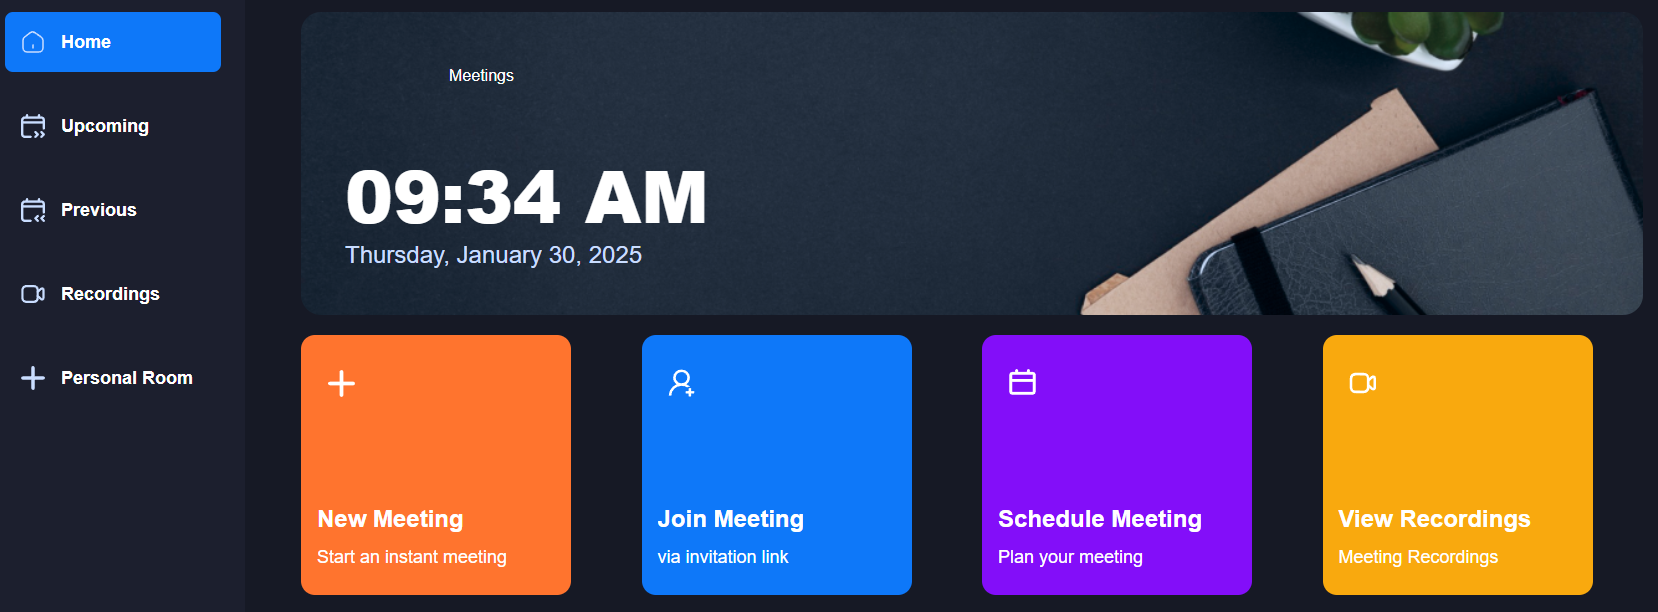 Home
Upcoming
Previous
Recordings
Personal Room
Meetings
09:34 AM
Thursday, January 30, 2025
New Meeting
Start an instant meeting
Join Meeting
via invitation link
Schedule Meeting
Plan your meeting
View Recordings
Meeting Recordings